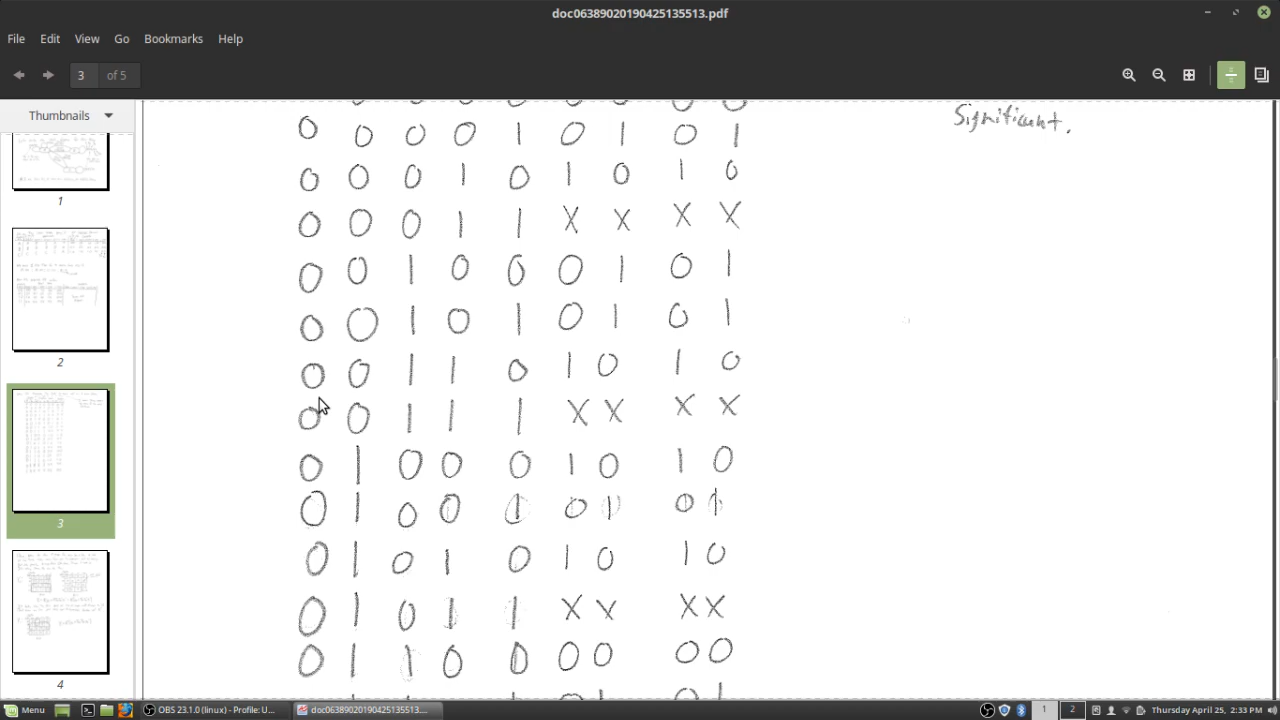 doc06389020190425135513.pdf
File Edit View Go Bookmarks Help
3 of 5
Thumbnails
1
2
3
4
Significant.
0 0 0 0 1 0 1 0 1
0 0 0 1 0 1 0 1 0
0 0 0 1 1 X X X X
0 0 1 0 0 0 1 0 1
0 0 1 0 1 0 1 0 1
0 0 1 1 0 1 0 1 0
0 0 1 1 1 X X X X
0 1 0 0 0 1 0 1 0
0 1 0 0 1 0 1 0 1
0 1 0 1 0 1 0 1 0
0 1 0 1 1 X X X X
0 1 1 0 0 0 0 0 0
Menu OBS 23.1.0 (linux) - Profile: U... doc06389020190425135513.... 1 2 Thursday April 25, 2:33 PM